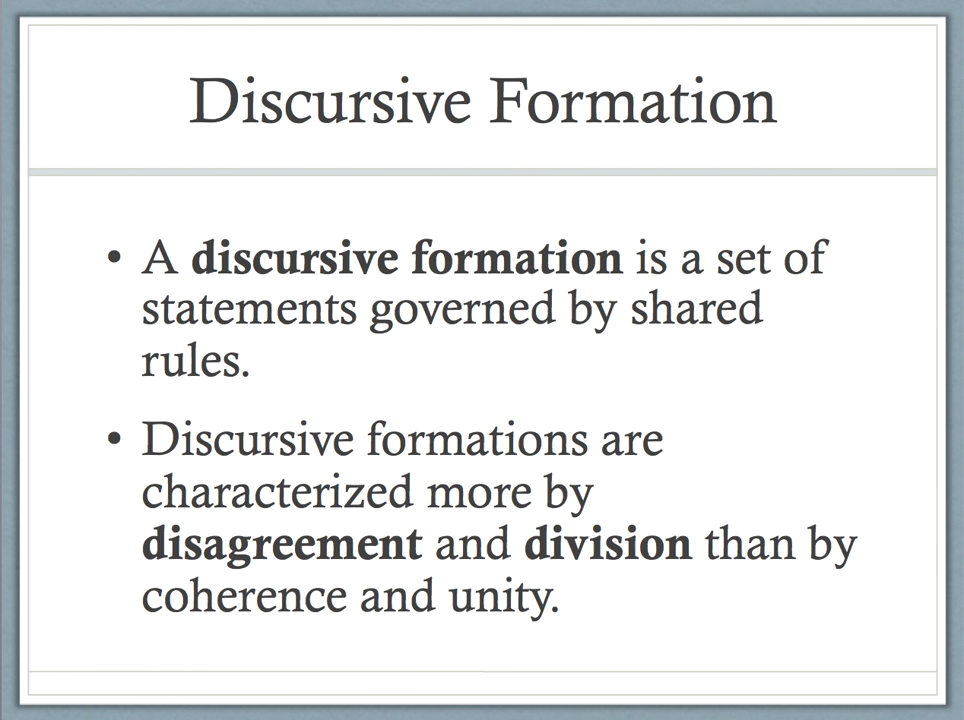 Discursive Formation
• A discursive formation is a set of
statements governed by shared
rules.
• Discursive formations are
characterized more by
disagreement and division than by
coherence and unity.